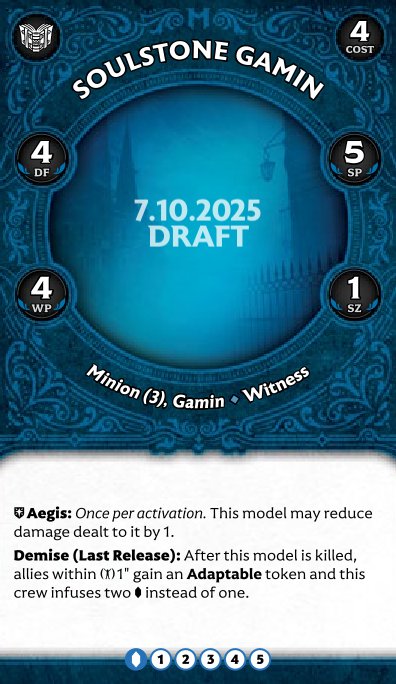 4
COST
SOULSTONE GAMIN
4
DF
5
SP
7.10.2025
DRAFT
4
WP
1
SZ
Minion (3), Gamin • Witness
Aegis: Once per activation. This model may reduce
damage dealt to it by 1.
Demise (Last Release): After this model is killed,
allies within 1" gain an Adaptable token and this
crew infuses two instead of one.
1 2 3 4 5